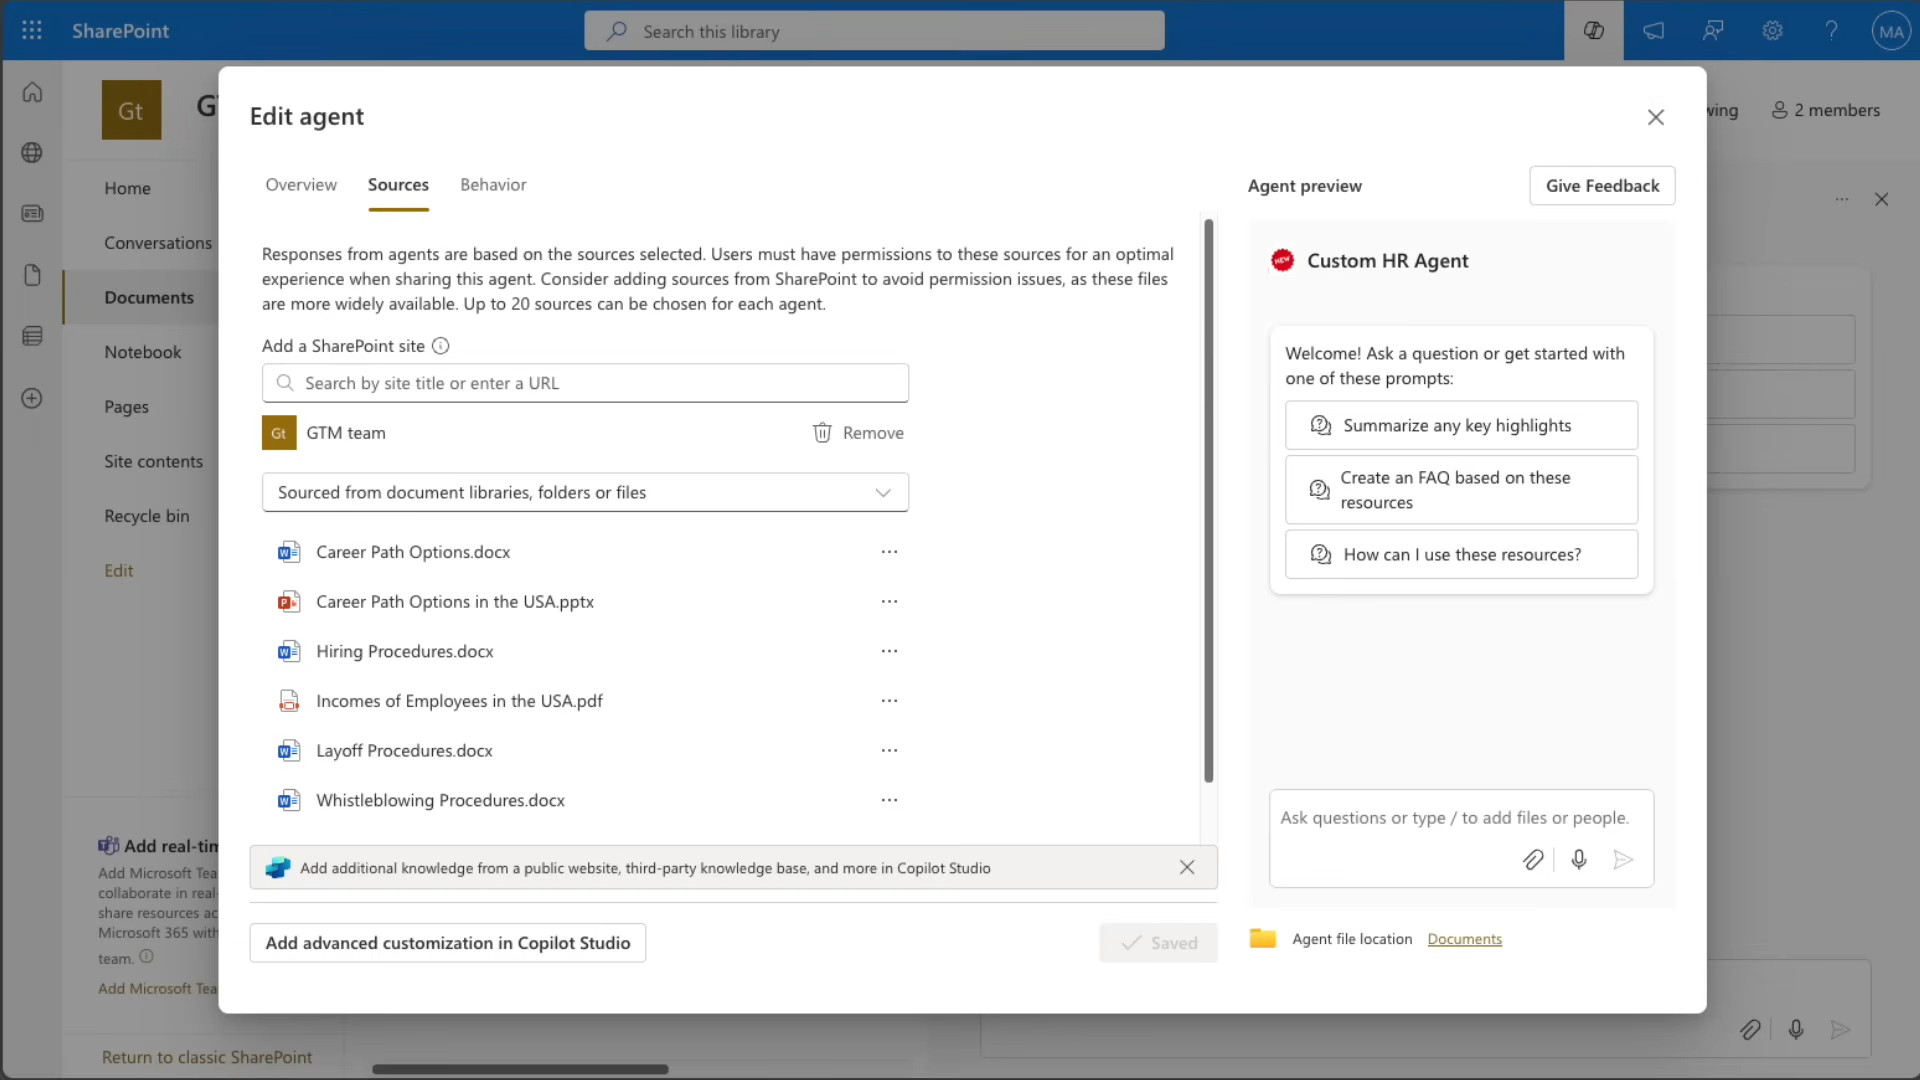 SharePoint
Search this library
MA
Gt
G
wing
2 members
Home
Conversations
Documents
Notebook
Pages
Site contents
Recycle bin
Edit
Add real-tim
Add Microsoft Tea
collaborate in real-
share resources ac
Microsoft 365 with
team.
Add Microsoft Tea
Return to classic SharePoint
Edit agent
Overview
Sources
Behavior
Responses from agents are based on the sources selected. Users must have permissions to these sources for an optimal
experience when sharing this agent. Consider adding sources from SharePoint to avoid permission issues, as these files
are more widely available. Up to 20 sources can be chosen for each agent.
Add a SharePoint site
Search by site title or enter a URL
Gt
GTM team
Remove
Sourced from document libraries, folders or files
Career Path Options.docx
Career Path Options in the USA.pptx
Hiring Procedures.docx
Incomes of Employees in the USA.pdf
Layoff Procedures.docx
Whistleblowing Procedures.docx
Add additional knowledge from a public website, third-party knowledge base, and more in Copilot Studio
Add advanced customization in Copilot Studio
Saved
Agent preview
Give Feedback
NEW
Custom HR Agent
Welcome! Ask a question or get started with
one of these prompts:
Summarize any key highlights
Create an FAQ based on these
resources
How can I use these resources?
Ask questions or type / to add files or people.
Agent file location
Documents